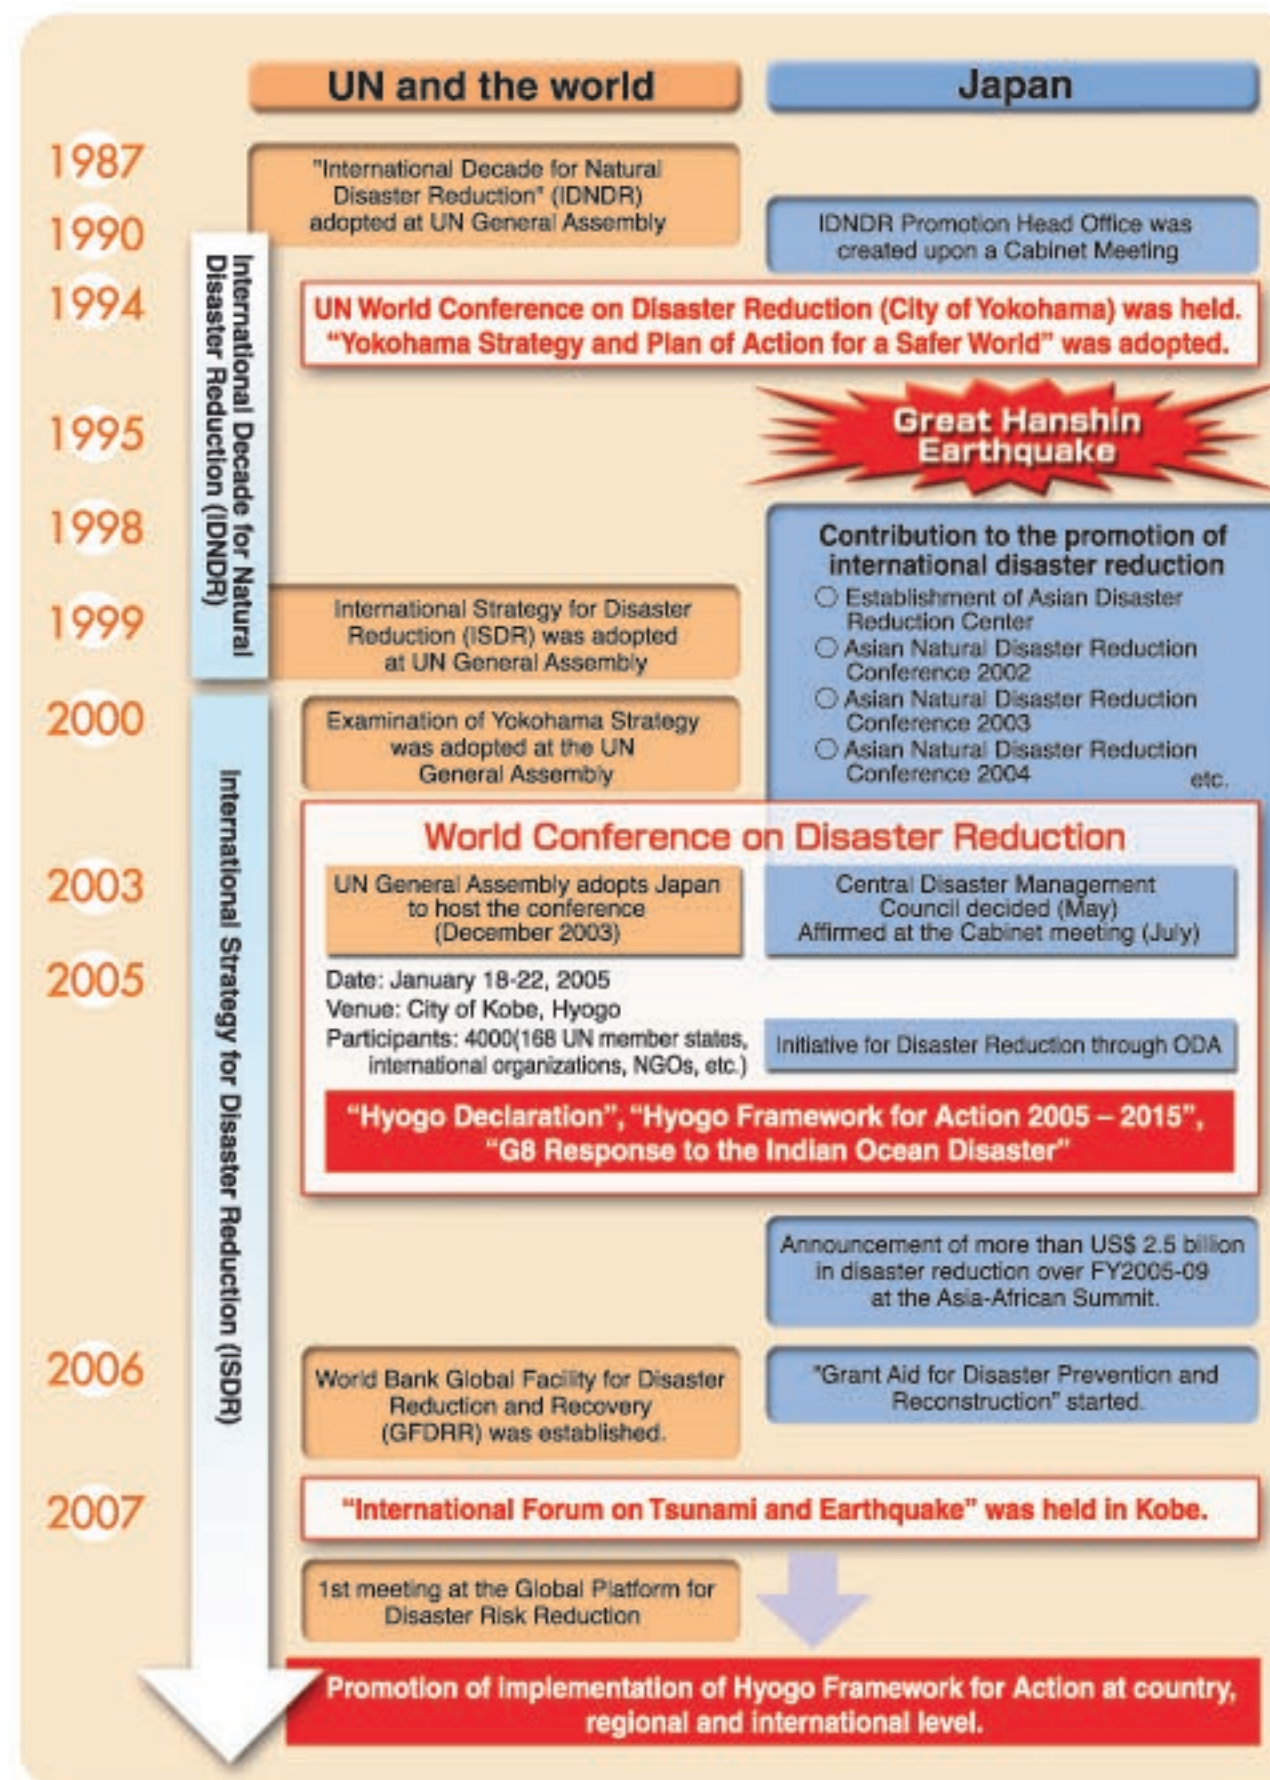 UN and the world
Japan
1987
"International Decade for Natural
Disaster Reduction" (IDNDR)
adopted at UN General Assembly
1990
IDNDR Promotion Head Office was
created upon a Cabinet Meeting
International Decade for Natural
Disaster Reduction (IDNDR)
1994
UN World Conference on Disaster Reduction (City of Yokohama) was held.
“Yokohama Strategy and Plan of Action for a Safer World” was adopted.
1995
Great Hanshin
Earthquake
1998
Contribution to the promotion of
international disaster reduction
○ Establishment of Asian Disaster
Reduction Center
○ Asian Natural Disaster Reduction
Conference 2002
○ Asian Natural Disaster Reduction
Conference 2003
○ Asian Natural Disaster Reduction
Conference 2004 etc.
1999
International Strategy for Disaster
Reduction (ISDR) was adopted
at UN General Assembly
2000
Examination of Yokohama Strategy
was adopted at the UN
General Assembly
International Strategy for Disaster Reduction (ISDR)
World Conference on Disaster Reduction
2003
UN General Assembly adopts Japan
to host the conference
(December 2003)
Central Disaster Management
Council decided (May)
Affirmed at the Cabinet meeting (July)
2005
Date: January 18-22, 2005
Venue: City of Kobe, Hyogo
Participants: 4000(168 UN member states,
international organizations, NGOs, etc.)
Initiative for Disaster Reduction through ODA
“Hyogo Declaration”, “Hyogo Framework for Action 2005 – 2015”,
“G8 Response to the Indian Ocean Disaster”
Announcement of more than US$ 2.5 billion
in disaster reduction over FY2005-09
at the Asia-African Summit.
2006
World Bank Global Facility for Disaster
Reduction and Recovery
(GFDRR) was established.
"Grant Aid for Disaster Prevention and
Reconstruction" started.
2007
“International Forum on Tsunami and Earthquake” was held in Kobe.
1st meeting at the Global Platform for
Disaster Risk Reduction
Promotion of implementation of Hyogo Framework for Action at country,
regional and international level.